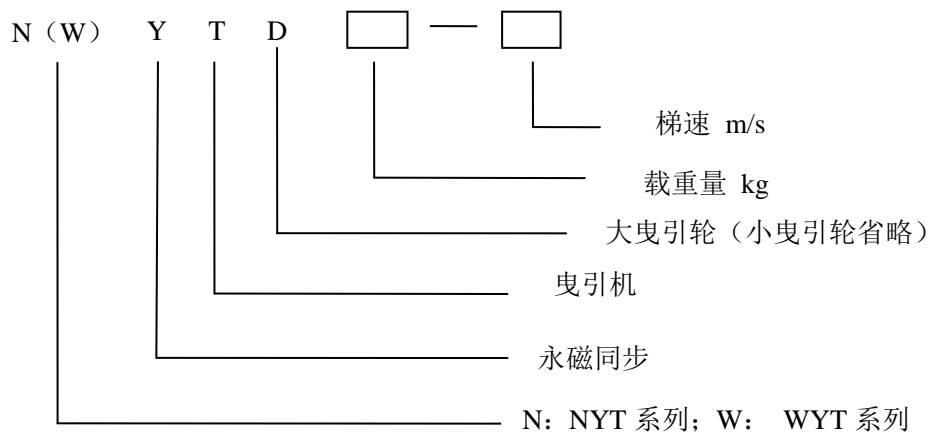 N（W） Y T D □ — □
梯速 m/s
载重量 kg
大曳引轮（小曳引轮省略）
曳引机
永磁同步
N：NYT 系列；W： WYT 系列